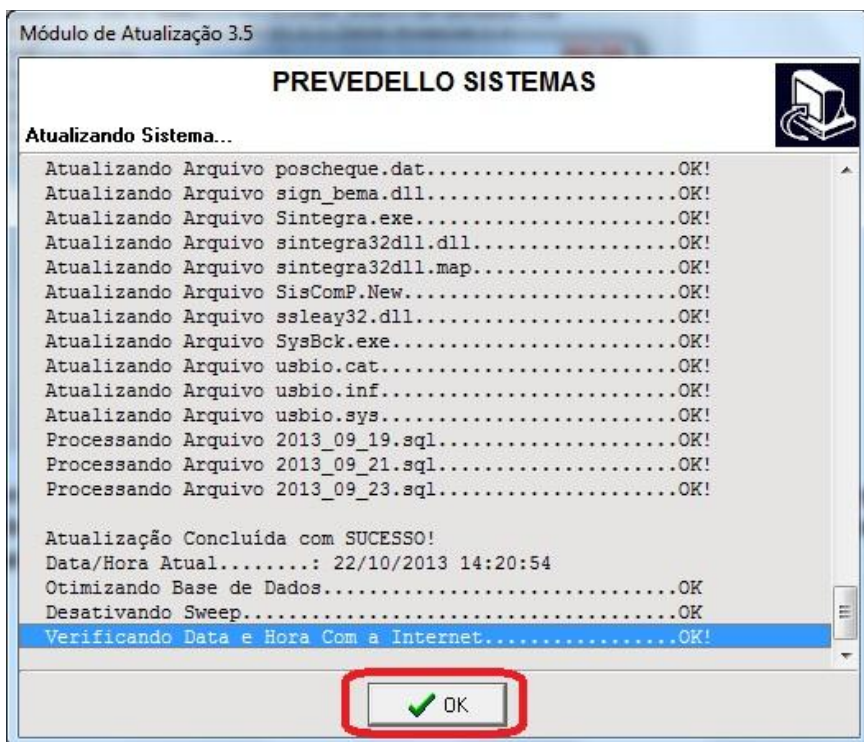 Módulo de Atualização 3.5
PREVEDELLO SISTEMAS
Atualizando Sistema...
Atualizando Arquivo poscheque.dat......................OK!
Atualizando Arquivo sign_bema.dll......................OK!
Atualizando Arquivo Sintegra.exe.......................OK!
Atualizando Arquivo sintegra32dll.dll..................OK!
Atualizando Arquivo sintegra32dll.map..................OK!
Atualizando Arquivo SisComP.New........................OK!
Atualizando Arquivo ssleay32.dll.......................OK!
Atualizando Arquivo SysBck.exe.........................OK!
Atualizando Arquivo usbio.cat..........................OK!
Atualizando Arquivo usbio.inf..........................OK!
Atualizando Arquivo usbio.sys..........................OK!
Processando Arquivo 2013_09_19.sql.....................OK!
Processando Arquivo 2013_09_21.sql.....................OK!
Processando Arquivo 2013_09_23.sql.....................OK!
Atualização Concluída com SUCESSO!
Data/Hora Atual........: 22/10/2013 14:20:54
Otimizando Base de Dados...............................OK
Desativando Sweep......................................OK
Verificando Data e Hora Com a Internet.................OK!
OK